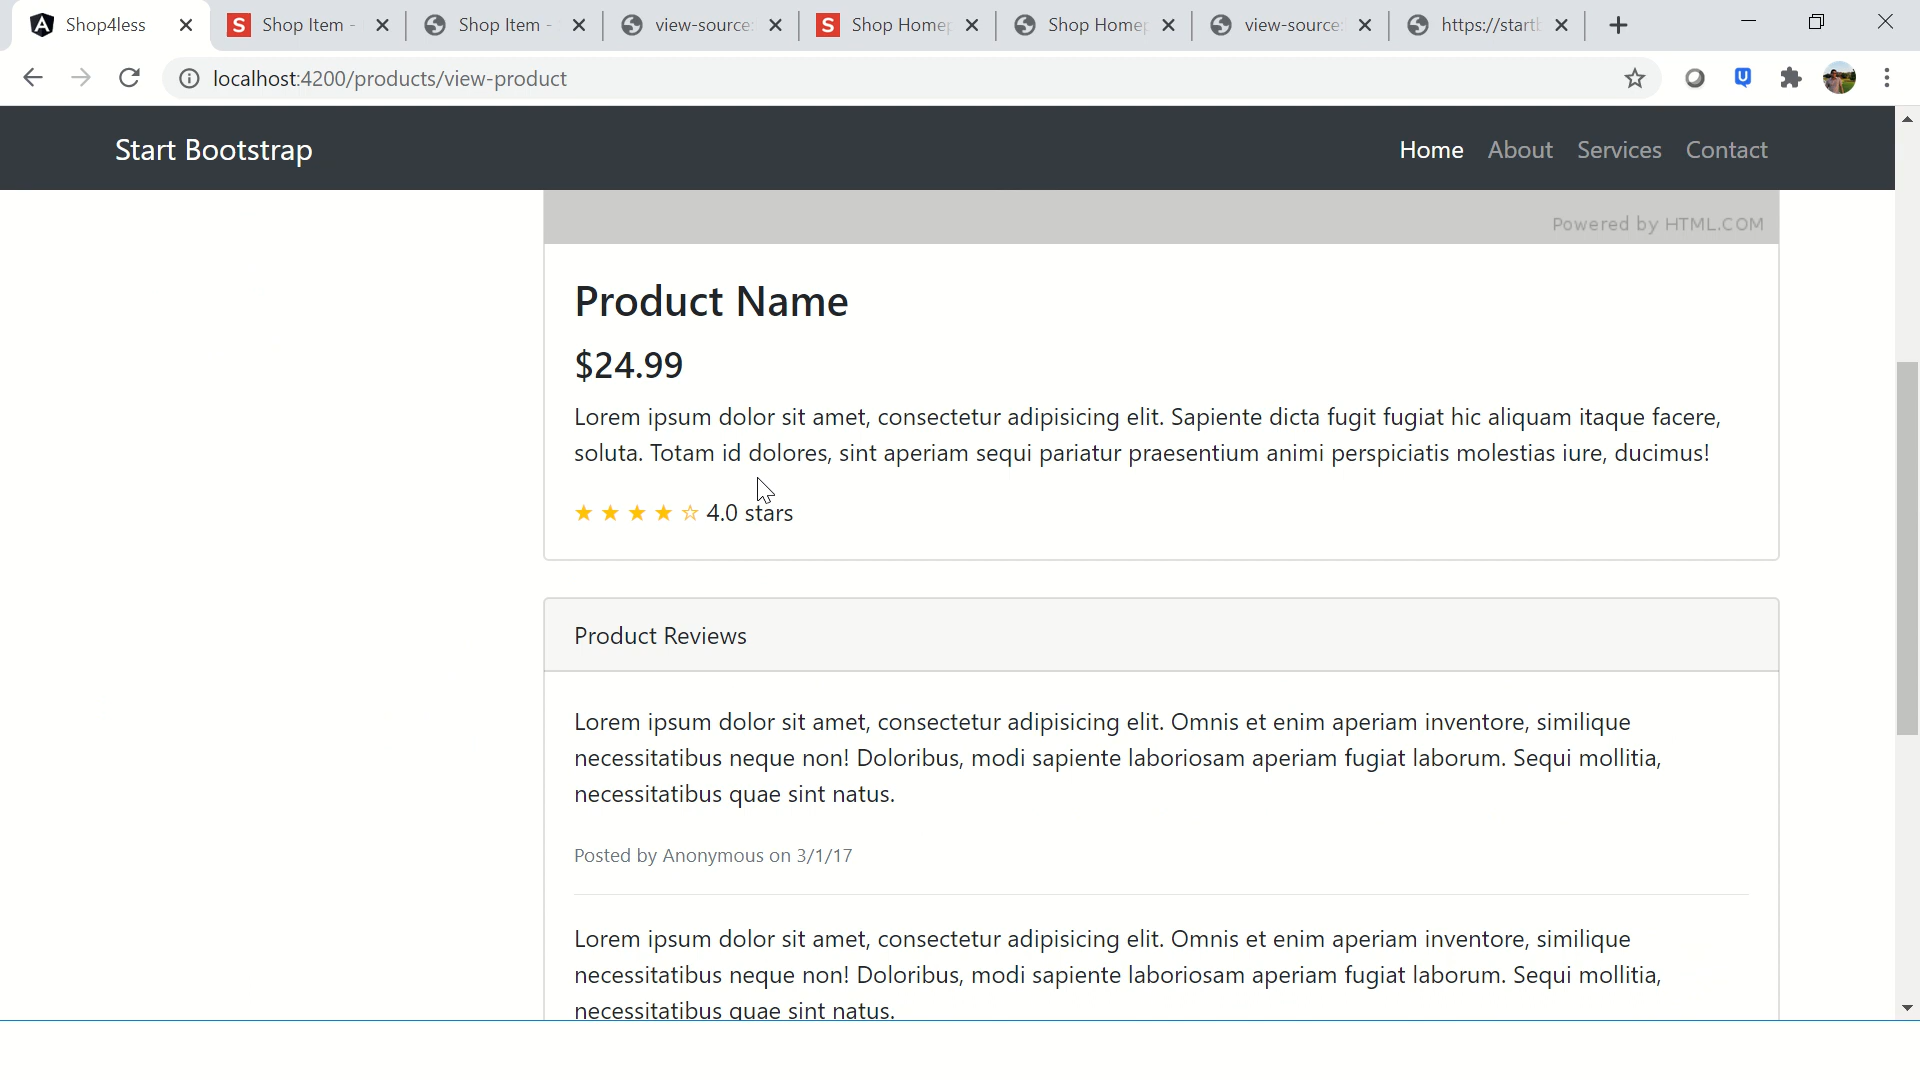 Shop4less
Shop Item -
Shop Item -
view-source:
Shop Home
Shop Home
view-source:
https://start
localhost:4200/products/view-product
Start Bootstrap
Home About Services Contact
Powered by HTML.COM
Product Name
$24.99
Lorem ipsum dolor sit amet, consectetur adipisicing elit. Sapiente dicta fugit fugiat hic aliquam itaque facere,
soluta. Totam id dolores, sint aperiam sequi pariatur praesentium animi perspiciatis molestias iure, ducimus!
★ ★ ★ ★ ☆ 4.0 stars
Product Reviews
Lorem ipsum dolor sit amet, consectetur adipisicing elit. Omnis et enim aperiam inventore, similique
necessitatibus neque non! Doloribus, modi sapiente laboriosam aperiam fugiat laborum. Sequi mollitia,
necessitatibus quae sint natus.
Posted by Anonymous on 3/1/17
Lorem ipsum dolor sit amet, consectetur adipisicing elit. Omnis et enim aperiam inventore, similique
necessitatibus neque non! Doloribus, modi sapiente laboriosam aperiam fugiat laborum. Sequi mollitia,
necessitatibus quae sint natus.